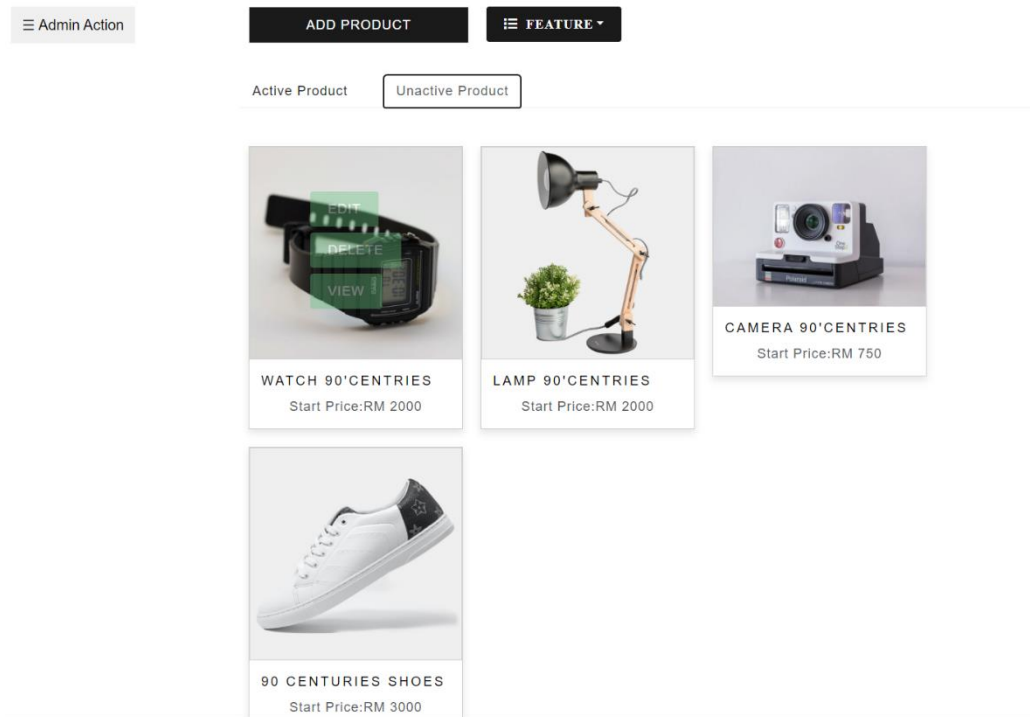 ☰ Admin Action
ADD PRODUCT
FEATURE
Active Product
Unactive Product
EDIT
DELETE
VIEW
WATCH 90'CENTRIES
Start Price:RM 2000
LAMP 90'CENTRIES
Start Price:RM 2000
Polaroid
CAMERA 90'CENTRIES
Start Price:RM 750
90 CENTURIES SHOES
Start Price:RM 3000